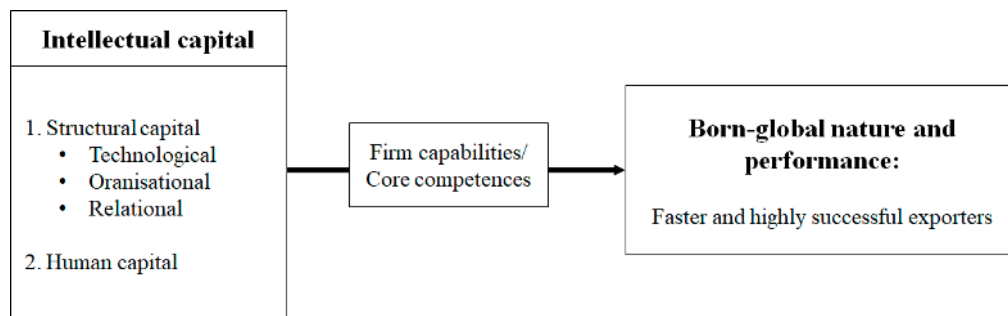 Intellectual capital
1. Structural capital
• Technological
• Oranisational
• Relational
2. Human capital
Firm capabilities/
Core competences
Born-global nature and
performance:
Faster and highly successful exporters